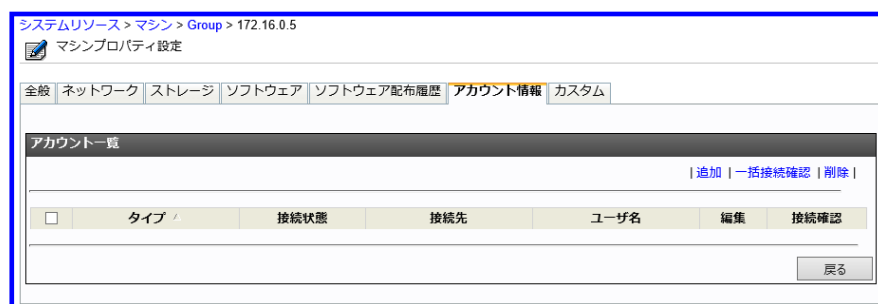 システムリソース > マシン > Group > 172.16.0.5
マシンプロパティ設定
全般 ネットワーク ストレージ ソフトウェア ソフトウェア配布履歴 アカウント情報 カスタム
アカウント一覧
| 追加 | 一括接続確認 | 削除 |
タイプ 接続状態 接続先 ユーザ名 編集 接続確認
戻る